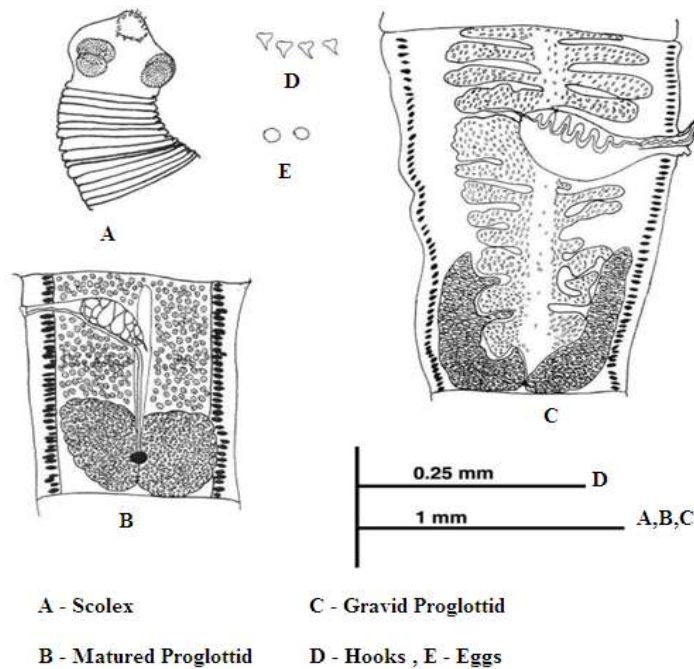 D
E
A
C
B
0.25 mm D
1 mm A,B,C
A - Scolex C - Gravid Proglottid
B - Matured Proglottid D - Hooks , E - Eggs